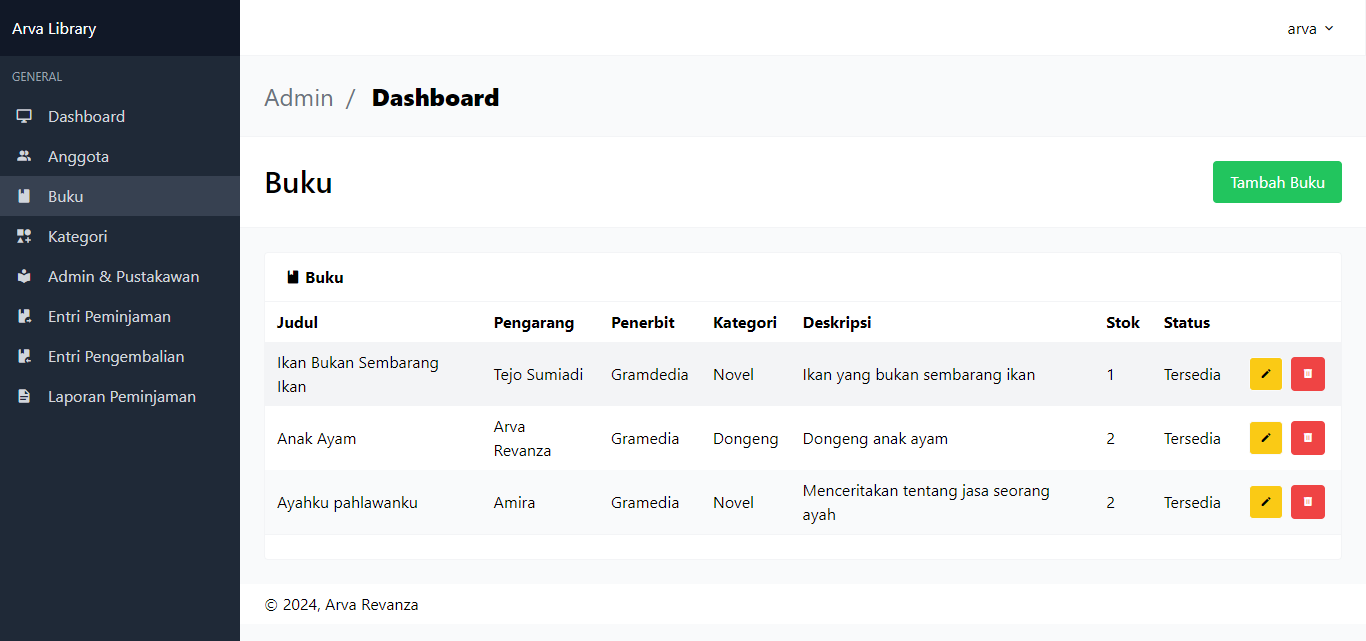 Arva Library
arva
GENERAL
Dashboard
Anggota
Buku
Kategori
Admin & Pustakawan
Entri Peminjaman
Entri Pengembalian
Laporan Peminjaman
Admin / Dashboard
Buku
Tambah Buku
Buku
Judul Pengarang Penerbit Kategori Deskripsi Stok Status
Ikan Bukan Sembarang
Ikan
Tejo Sumiadi Gramdedia Novel Ikan yang bukan sembarang ikan 1 Tersedia
Anak Ayam
Arva
Revanza
Gramedia Dongeng Dongeng anak ayam 2 Tersedia
Ayahku pahlawanku Amira Gramedia Novel
Menceritakan tentang jasa seorang
ayah
2 Tersedia
© 2024, Arva Revanza